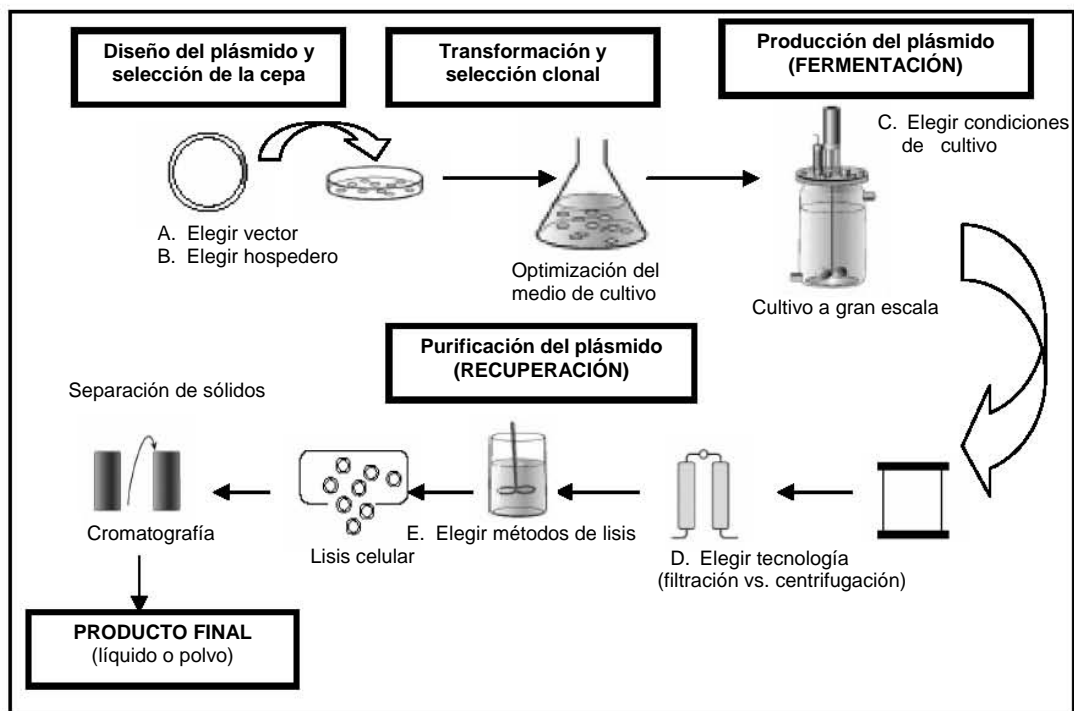 Diseño del plásmido y
selección de la cepa
Transformación y
selección clonal
Producción del plásmido
(FERMENTACIÓN)
A. Elegir vector
B. Elegir hospedero
Optimización del
medio de cultivo
C. Elegir condiciones
de cultivo
Cultivo a gran escala
Purificación del plásmido
(RECUPERACIÓN)
Separación de sólidos
D. Elegir tecnología
(filtración vs. centrifugación)
E. Elegir métodos de lisis
Lisis celular
Cromatografía
PRODUCTO FINAL
(líquido o polvo)